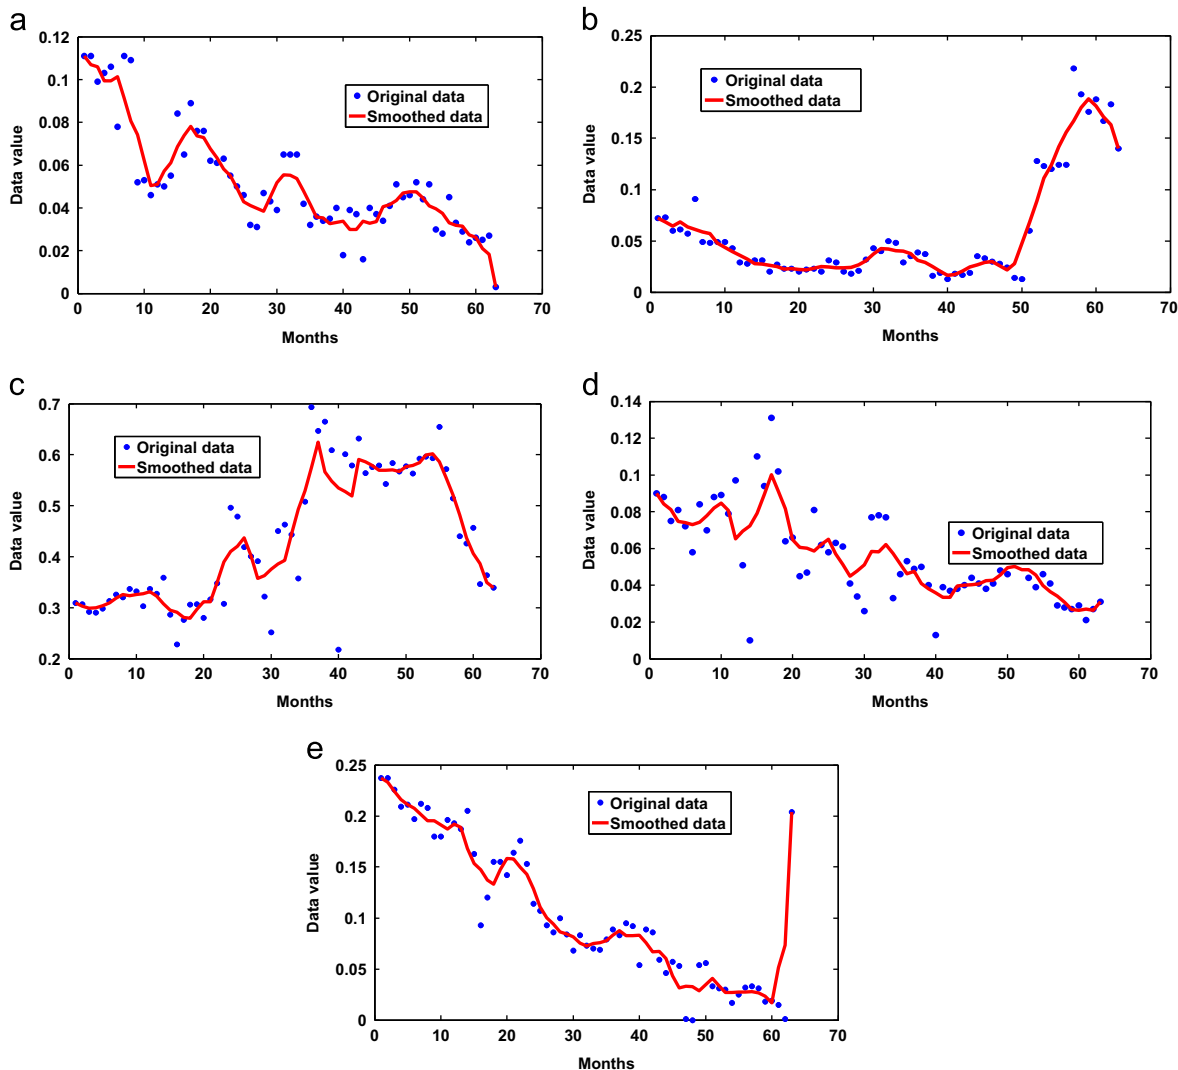 a
0.12
0.1
0.08
0.06
0.04
0.02
0
Data value
Original data
Smoothed data
0 10 20 30 40 50 60 70
Months
b
0.25
0.2
0.15
0.1
0.05
0
Data value
Original data
Smoothed data
0 10 20 30 40 50 60 70
Months
c
0.7
0.6
0.5
0.4
0.3
0.2
Data value
Original data
Smoothed data
0 10 20 30 40 50 60 70
Months
d
0.14
0.12
0.1
0.08
0.06
0.04
0.02
0
Data value
Original data
Smoothed data
0 10 20 30 40 50 60 70
Months
e
0.25
0.2
0.15
0.1
0.05
0
Data value
Original data
Smoothed data
0 10 20 30 40 50 60 70
Months